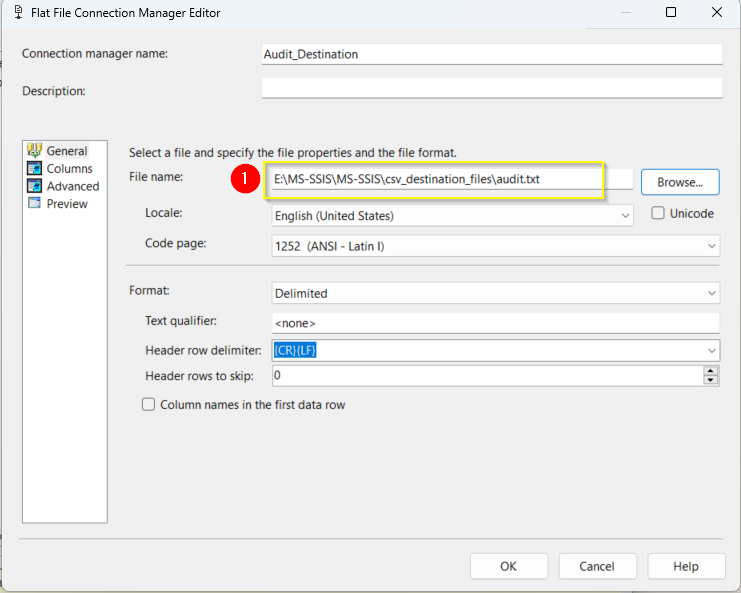 Flat File Connection Manager Editor
Connection manager name: Audit_Destination
Description:
General
Columns
Advanced
Preview
Select a file and specify the file properties and the file format.
File name: 1 E:\MS-SSIS\MS-SSIS\csv_destination_files\audit.txt Browse...
Locale: English (United States) Unicode
Code page: 1252 (ANSI - Latin I)
Format: Delimited
Text qualifier: <none>
Header row delimiter: {CR}{LF}
Header rows to skip: 0
Column names in the first data row
OK Cancel Help